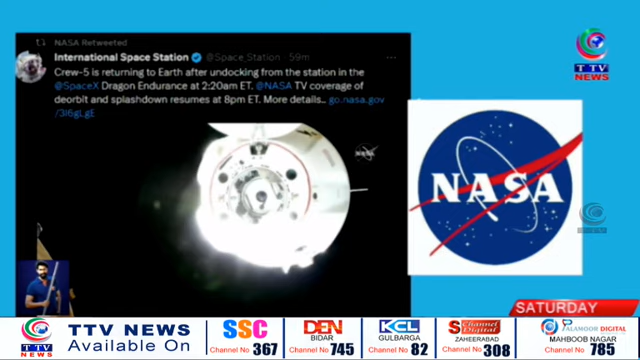 NASA Retweeted
International Space Station @Space_Station · 59m
Crew-5 is returning to Earth after undocking from the station in the
@SpaceX Dragon Endurance at 2:20am ET. @NASA TV coverage of
deorbit and splashdown resumes at 8pm ET. More details... go.nasa.gov
/3l6gLgE
NASA
T TV
NEWS
NASA
SATURDAY
TTV
NEWS
TTV NEWS
Available On
SSC
Channel No 367
DEN
BIDAR
Channel No 745
KCL
GULBARGA
Channel No 82
S Channel Digital
ZAHEERABAD
Channel No 308
PALAMOOR DIGITAL
MAHBOOB NAGAR
Channel No 785